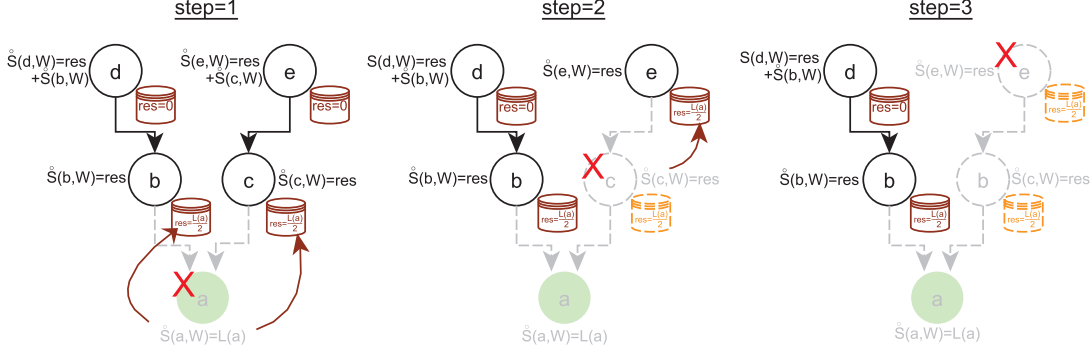 step=1
S̊(d,W)=res
+S̊(b,W)
d
res=0
S̊(e,W)=res
+S̊(c,W)
e
res=0
S̊(b,W)=res
b
res=L(a)/2
c
S̊(c,W)=res
res=L(a)/2
X
a
S̊(a,W)=L(a)
step=2
S(d,W)=res
+S̊(b,W)
d
res=0
S̊(e,W)=res
e
res=L(a)/2
S̊(b,W)=res
b
res=L(a)/2
X
c
S̊(c,W)=res
res=L(a)/2
a
S̊(a,W)=L(a)
step=3
S(d,W)=res
+S̊(b,W)
d
res=0
S̊(e,W)=res
X
e
res=L(a)/2
S̊(b,W)=res
b
res=L(a)/2
b
S̊(c,W)=res
res=L(a)/2
a
S̊(a,W)=L(a)